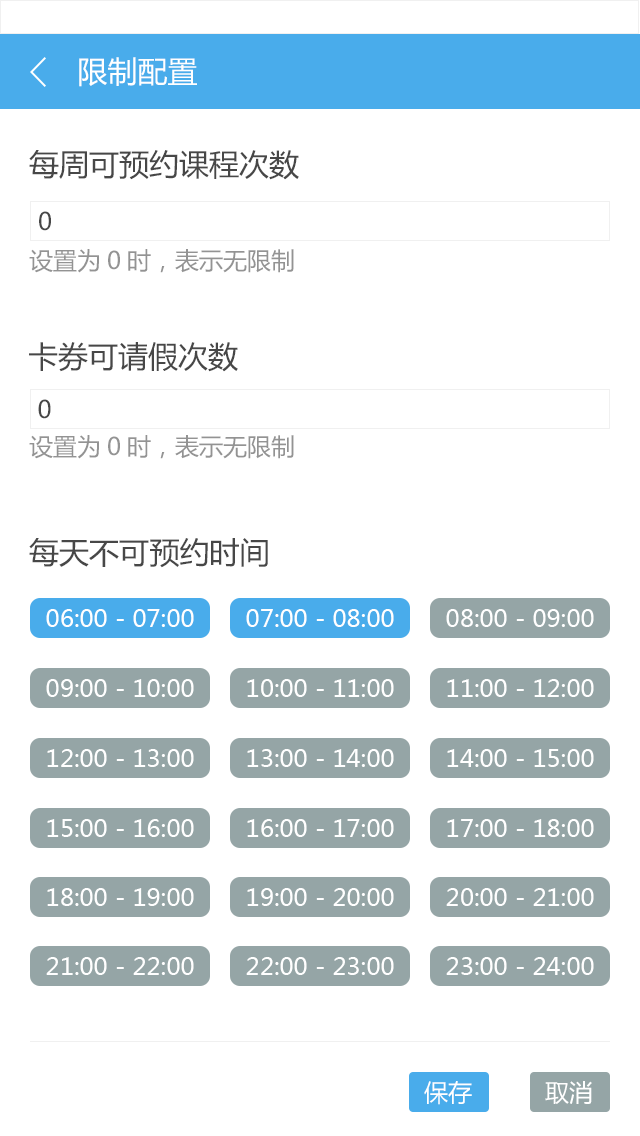 限制配置
每周可预约课程次数
0
设置为 0 时，表示无限制
卡券可请假次数
0
设置为 0 时，表示无限制
每天不可预约时间
06:00 - 07:00 07:00 - 08:00 08:00 - 09:00
09:00 - 10:00 10:00 - 11:00 11:00 - 12:00
12:00 - 13:00 13:00 - 14:00 14:00 - 15:00
15:00 - 16:00 16:00 - 17:00 17:00 - 18:00
18:00 - 19:00 19:00 - 20:00 20:00 - 21:00
21:00 - 22:00 22:00 - 23:00 23:00 - 24:00
保存 取消